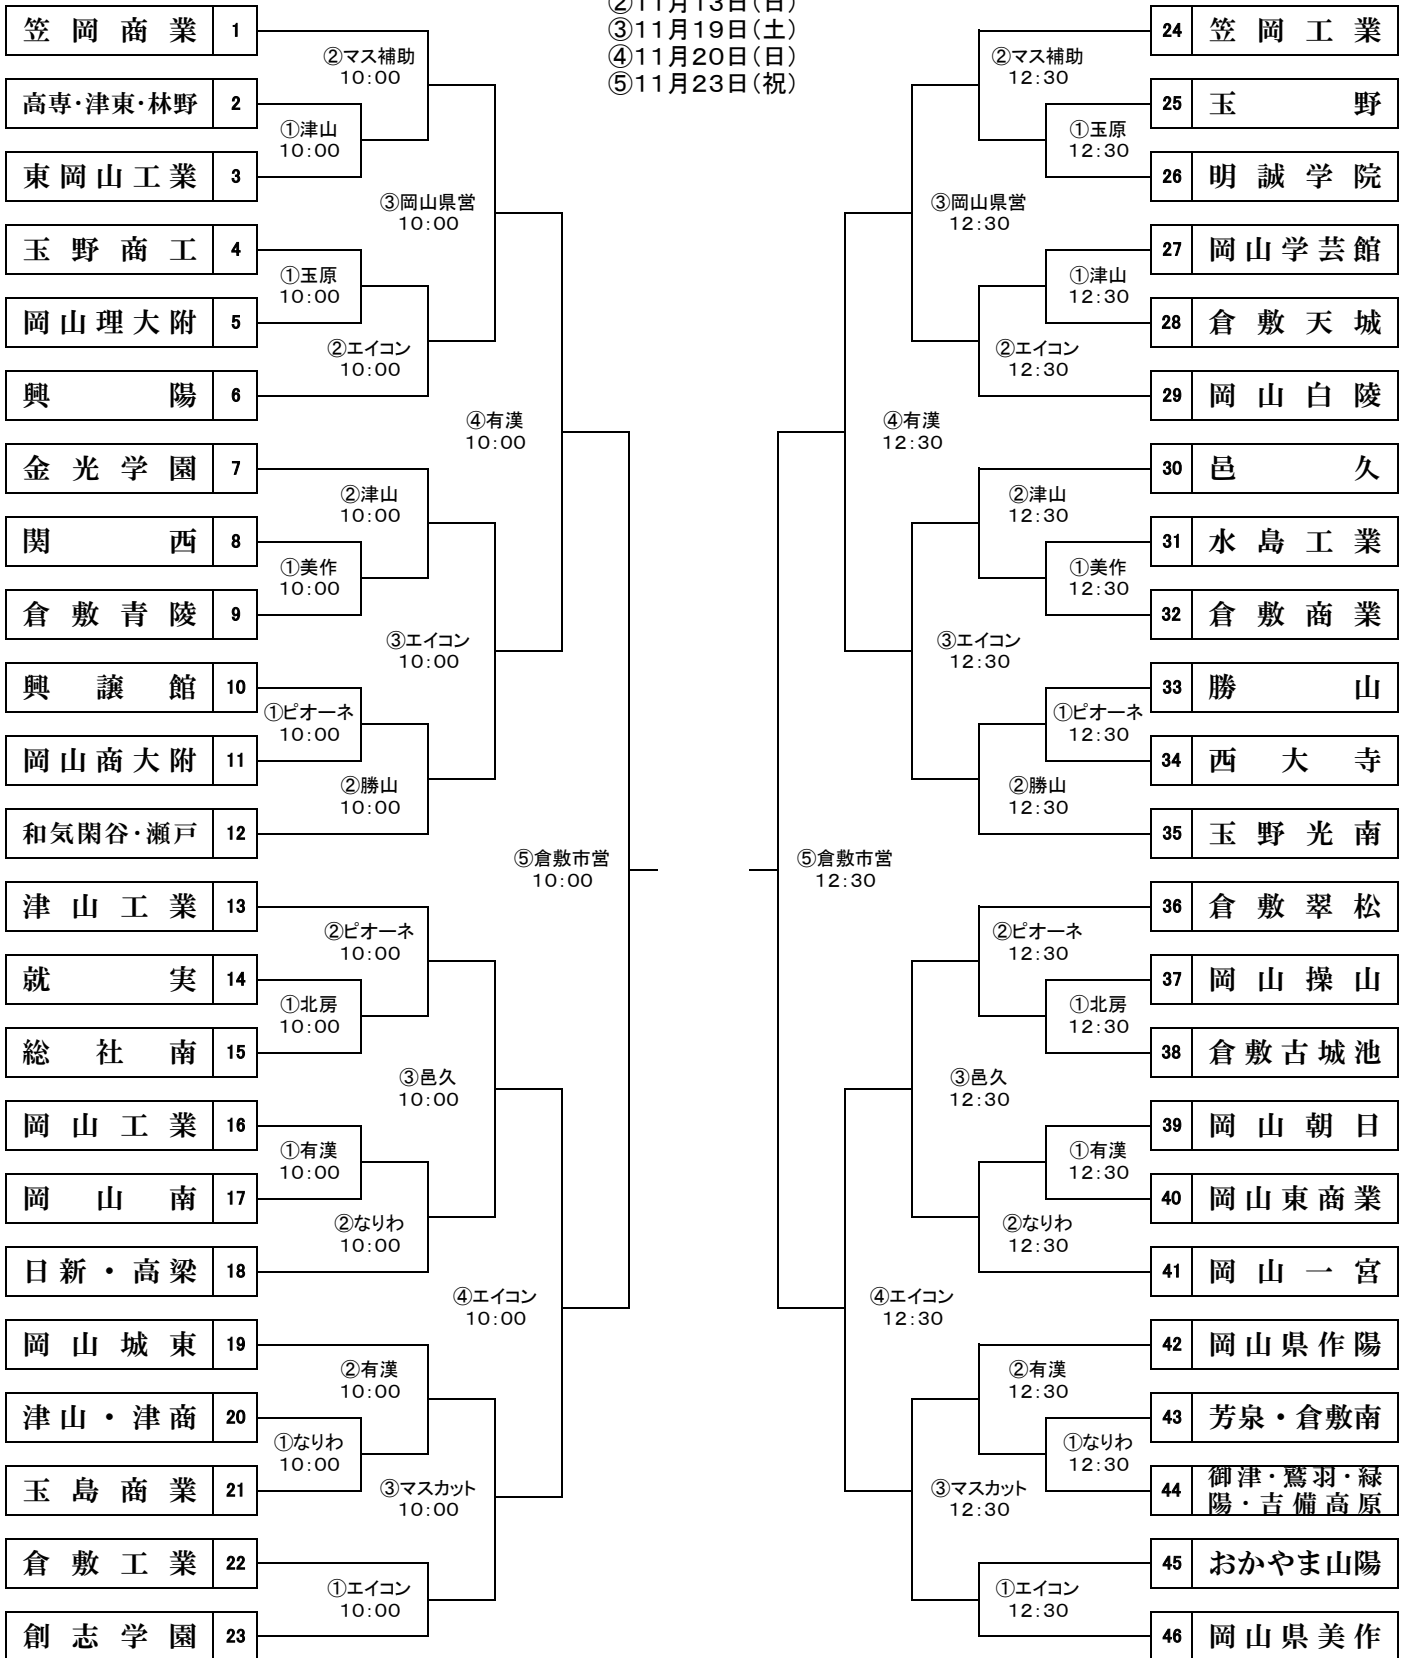 ②11月13日(日)
③11月19日(土)
④11月20日(日)
⑤11月23日(祝)
笠岡商業 1
②マス補助
10:00
高専・津東・林野 2
①津山
10:00
東岡山工業 3
③岡山県営
10:00
玉野商工 4
①玉原
10:00
岡山理大附 5
②エイコン
10:00
興陽 6
④有漢
10:00
金光学園 7
②津山
10:00
関西 8
①美作
10:00
倉敷青陵 9
③エイコン
10:00
興譲館 10
①ピオーネ
10:00
岡山商大附 11
②勝山
10:00
和気閑谷・瀬戸 12
⑤倉敷市営
10:00
津山工業 13
②ピオーネ
10:00
就実 14
①北房
10:00
総社南 15
③邑久
10:00
岡山工業 16
①有漢
10:00
岡山南 17
②なりわ
10:00
日新・高梁 18
④エイコン
10:00
岡山城東 19
②有漢
10:00
津山・津商 20
①なりわ
10:00
玉島商業 21
③マスカット
10:00
倉敷工業 22
①エイコン
10:00
創志学園 23
24 笠岡工業
②マス補助
12:30
25 玉野
①玉原
12:30
26 明誠学院
③岡山県営
12:30
27 岡山学芸館
①津山
12:30
28 倉敷天城
②エイコン
12:30
29 岡山白陵
④有漢
12:30
30 邑久
②津山
12:30
31 水島工業
①美作
12:30
32 倉敷商業
③エイコン
12:30
33 勝山
①ピオーネ
12:30
34 西大寺
②勝山
12:30
35 玉野光南
⑤倉敷市営
12:30
36 倉敷翠松
②ピオーネ
12:30
37 岡山操山
①北房
12:30
38 倉敷古城池
③邑久
12:30
39 岡山朝日
①有漢
12:30
40 岡山東商業
②なりわ
12:30
41 岡山一宮
④エイコン
12:30
42 岡山県作陽
②有漢
12:30
43 芳泉・倉敷南
①なりわ
12:30
44 御津・鷲羽・緑
陽・吉備高原
③マスカット
12:30
45 おかやま山陽
①エイコン
12:30
46 岡山県美作